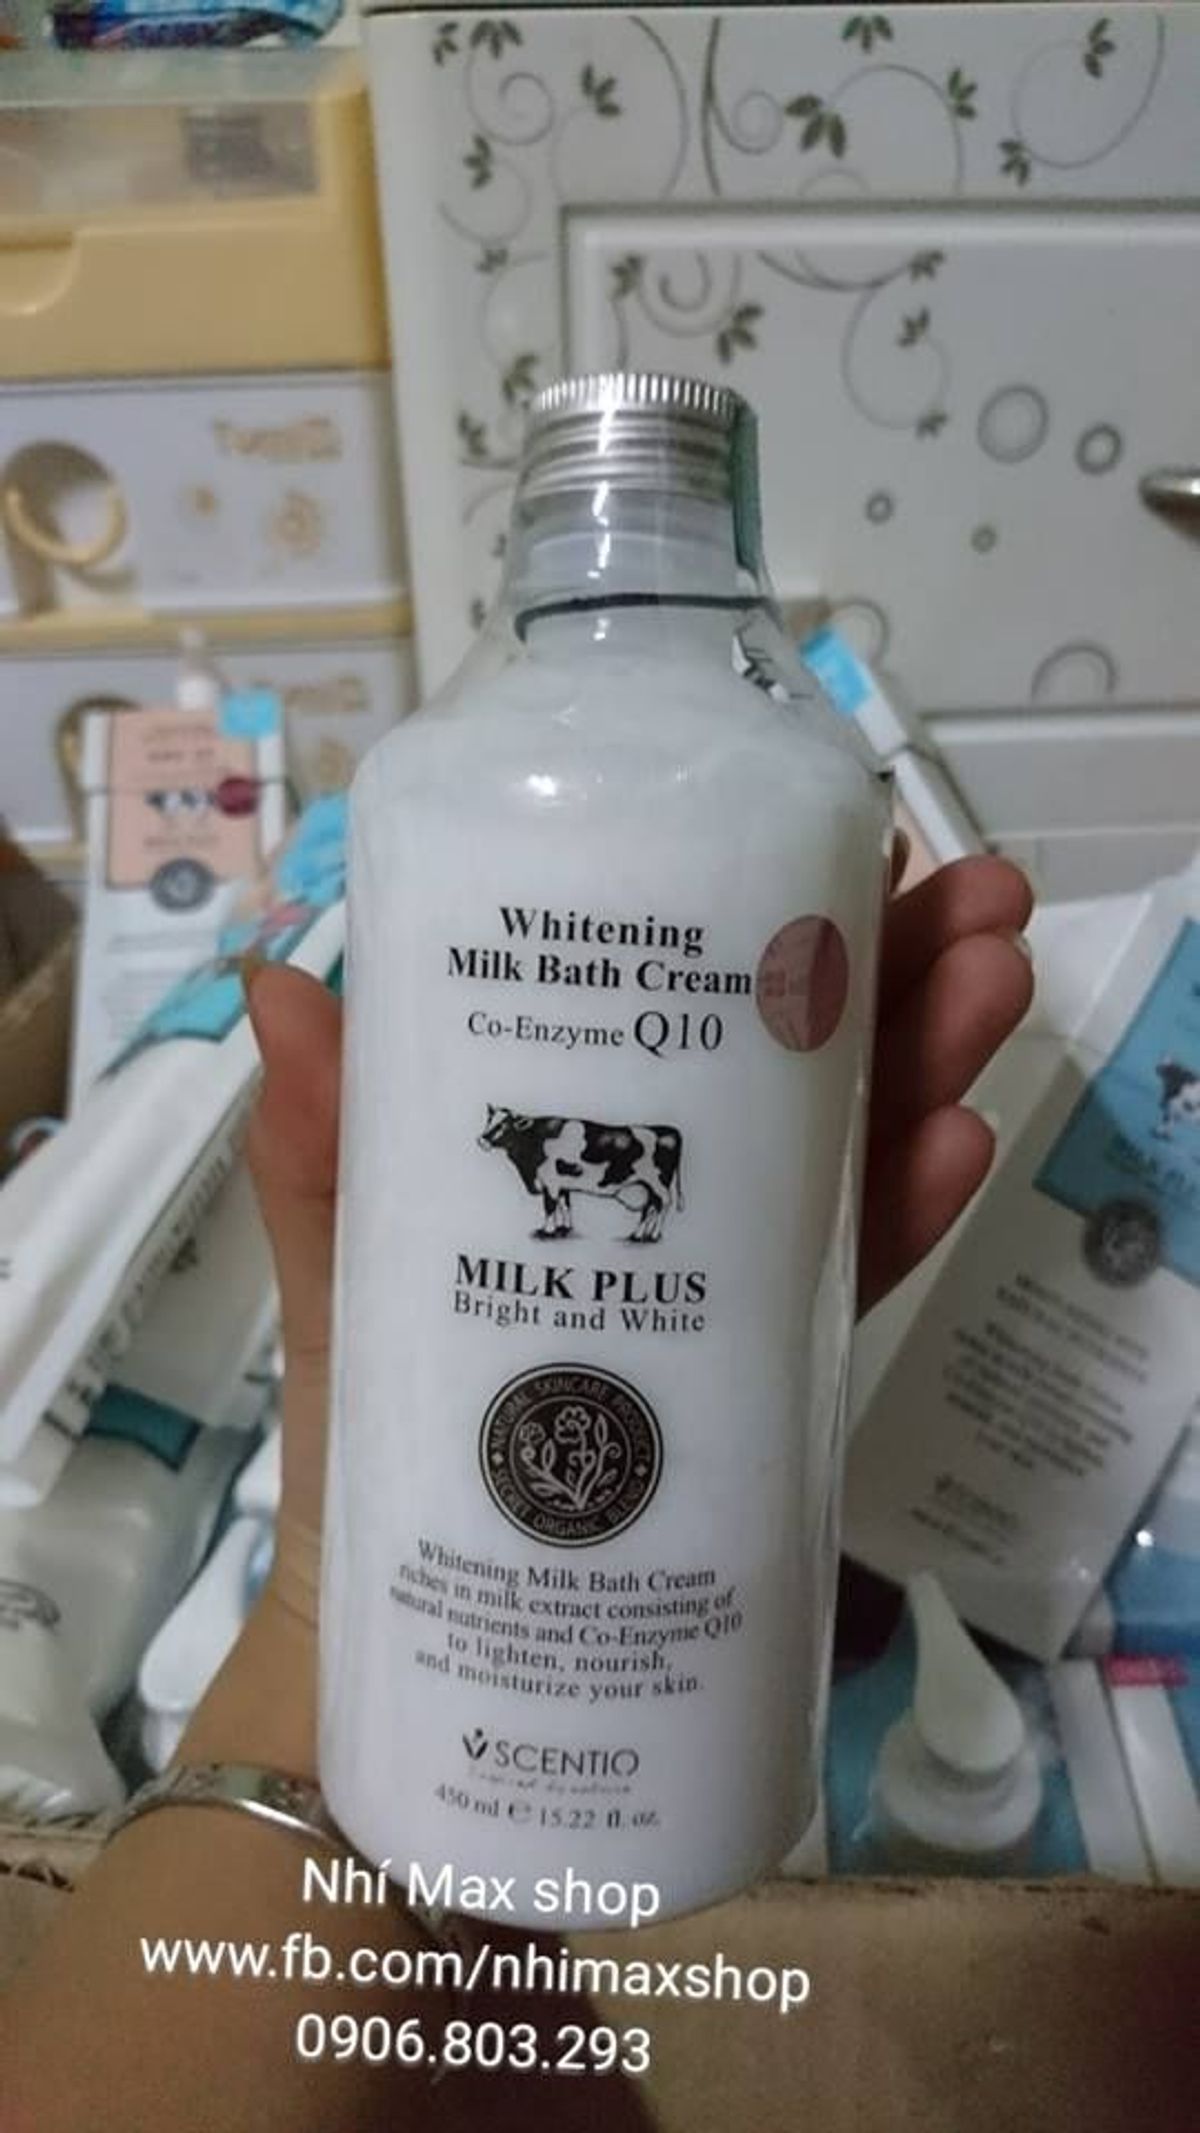 Whitening
Milk Bath Cream
Co-Enzyme Q10
MILK PLUS
Bright and White
NATURAL SKINCARE PRODUCT
SECRET ORGANIC BLEND
Whitening Milk Bath Cream
riches in milk extract consisting of
natural nutrients and Co-Enzyme Q10
to lighten, nourish,
and moisturize your skin.
SCENTIO
450 ml e 15.22 fl. oz.
Nhí Max shop
www.fb.com/nhimaxshop
0906.803.293